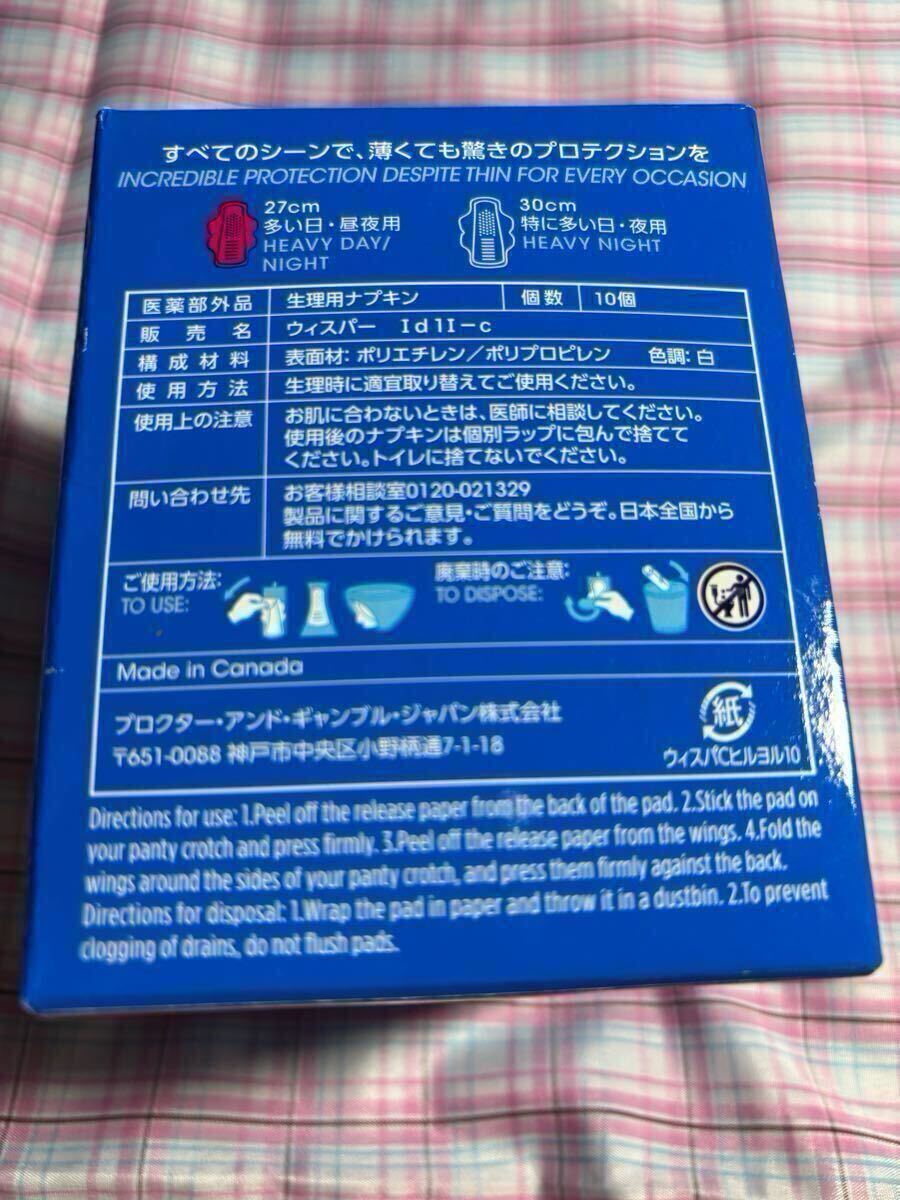 すべてのシーンで、薄くても驚きのプロテクションを
INCREDIBLE PROTECTION DESPITE THIN FOR EVERY OCCASION
27cm
多い日・昼夜用
HEAVY DAY/
NIGHT
30cm
特に多い日・夜用
HEAVY NIGHT
医薬部外品 生理用ナプキン 個数 10個
販売名 ウィスパー Id1I-c
構成材料 表面材: ポリエチレン/ポリプロピレン 色調: 白
使用方法 生理時に適宜取り替えてご使用ください。
使用上の注意 お肌に合わないときは、医師に相談してください。
使用後のナプキンは個別ラップに包んで捨てて
ください。トイレに捨てないでください。
問い合わせ先 お客様相談室0120-021329
製品に関するご意見・ご質問をどうぞ。日本全国から
無料でかけられます。
ご使用方法:
TO USE:
廃棄時のご注意:
TO DISPOSE:
Made in Canada
プロクター・アンド・ギャンブル・ジャパン株式会社
〒651-0088 神戸市中央区小野柄通7-1-18
紙
ウィスパCヒルヨル10
Directions for use: 1.Peel off the release paper from the back of the pad. 2.Stick the pad on
your panty crotch and press firmly. 3.Peel off the release paper from the wings. 4.Fold the
wings around the sides of your panty crotch, and press them firmly against the back.
Directions for disposal: 1.Wrap the pad in paper and throw it in a dustbin. 2.To prevent
clogging of drains, do not flush pads.